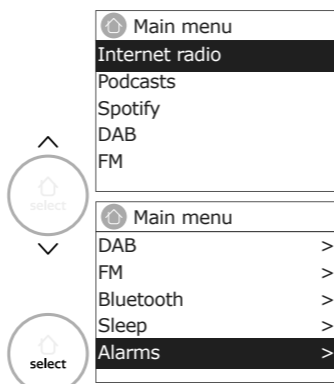 Main menu
Internet radio
Podcasts
Spotify
DAB
FM
select
Main menu
DAB >
FM >
Bluetooth >
Sleep >
Alarms >
select